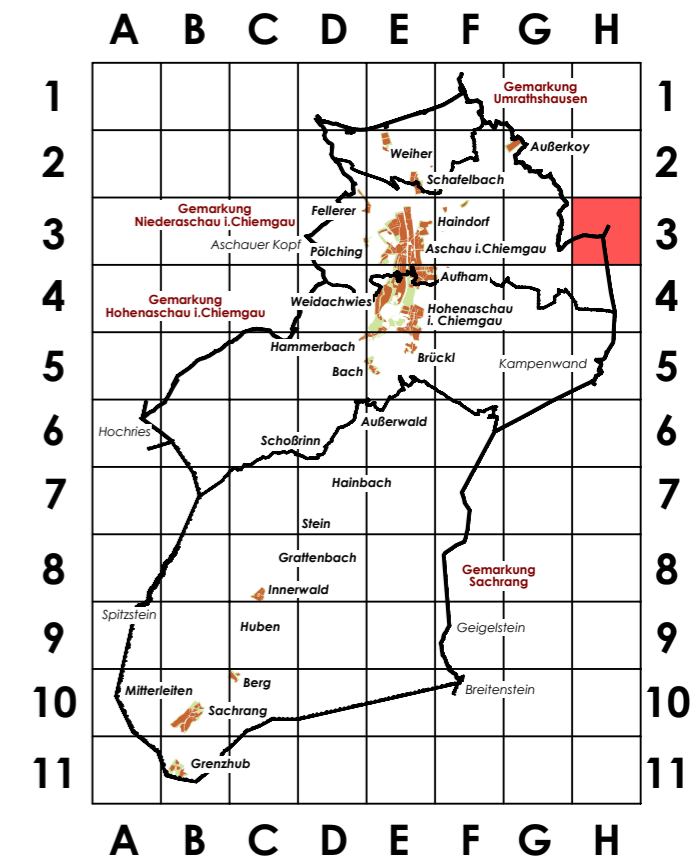 A B C D E F G H
1 1
Gemarkung
Umrathshausen
2 2
Außerkoy
Weiher
Schafelbach
3 3
Gemarkung
Niederaschau i.Chiemgau
Fellerer
Haindorf
Aschauer Kopf
Pölching
Aschau i.Chiemgau
4 4
Aufham
Gemarkung
Hohenaschau i.Chiemgau
Weidachwies
Hohenaschau
i. Chiemgau
5 5
Hammerbach
Brückl
Bach
Kampenwand
6 6
Außerwald
Hochries
Schoßrinn
7 7
Hainbach
Stein
8 8
Grattenbach
Gemarkung
Sachrang
Innerwald
9 9
Spitzstein
Huben
Geigelstein
10 10
Mitterleiten
Berg
Breitenstein
Sachrang
11 11
Grenzhub
A B C D E F G H